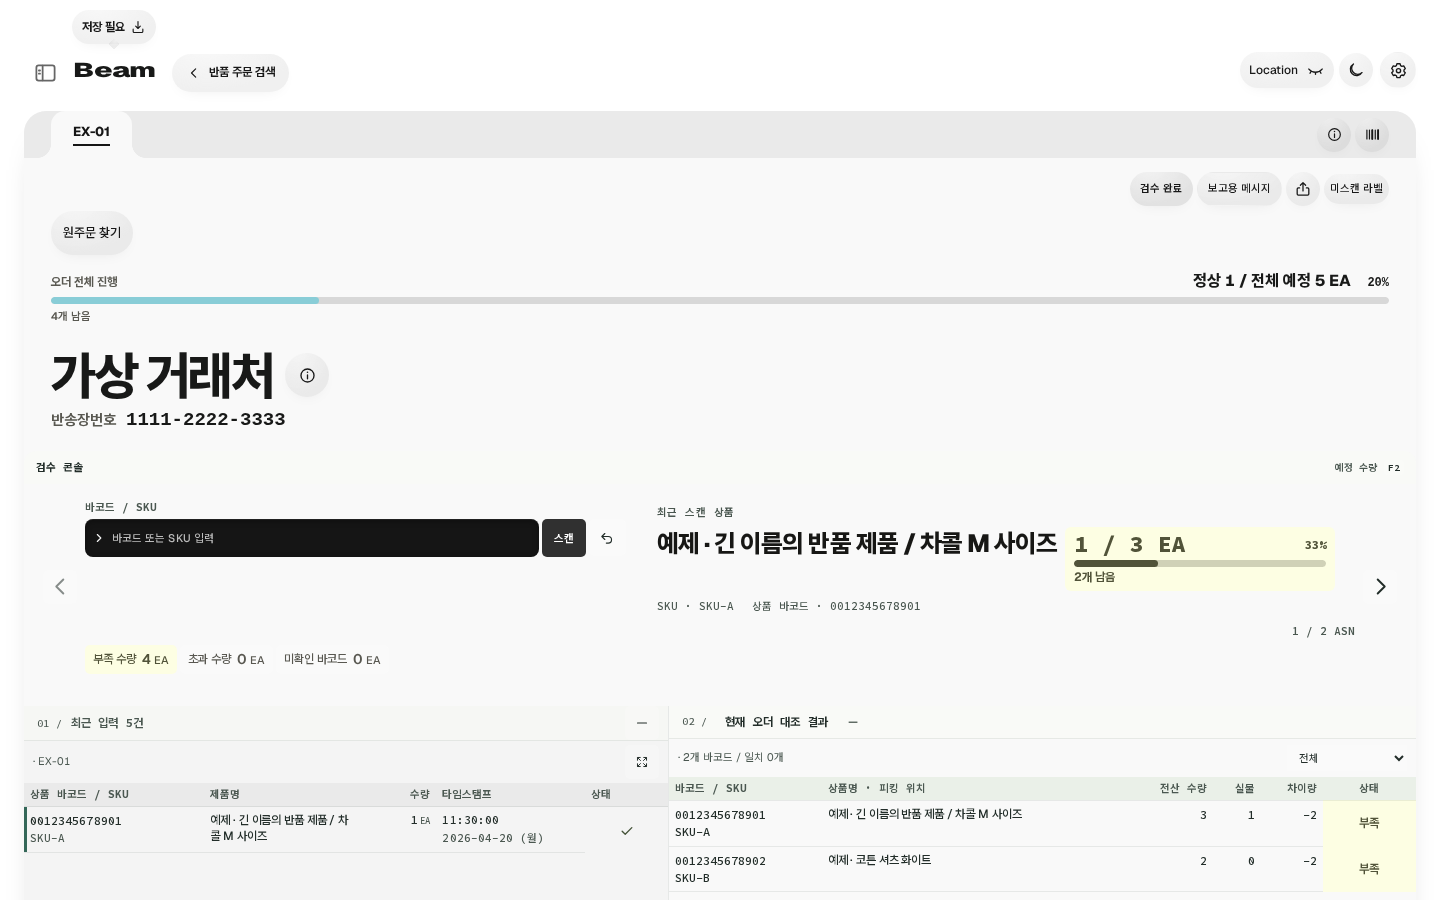 저장 필요
Beam
반품 주문 검색
Location
EX-01
검수 완료
보고용 메시지
미스캔 라벨
원주문 찾기
오더 전체 진행
정상 1 / 전체 예정 5 EA 20%
4개 남음
가상 거래처
반송장번호 1111-2222-3333
검수 콘솔
예정 수량 F2
바코드 / SKU
바코드 또는 SKU 입력
스캔
최근 스캔 상품
예제 · 긴 이름의 반품 제품 / 차콜 M 사이즈
1 / 3 EA 33%
2개 남음
SKU · SKU-A 상품 바코드 · 0012345678901
1 / 2 ASN
부족 수량 4 EA
초과 수량 0 EA
미확인 바코드 0 EA
01 / 최근 입력 5건
· EX-01
상품 바코드 / SKU 제품명 수량 타임스탬프 상태
0012345678901 예제 · 긴 이름의 반품 제품 / 차 1 EA 11:30:00
SKU-A 콜 M 사이즈 2026-04-20 (월)
02 / 현재 오더 대조 결과
· 2개 바코드 / 일치 0개
전체
바코드 / SKU 상품명 · 피킹 위치 전산 수량 실물 차이량 상태
0012345678901 예제 · 긴 이름의 반품 제품 / 차콜 M 사이즈 3 1 −2 부족
SKU-A
0012345678902 예제 · 코튼 셔츠 화이트 2 0 −2 부족
SKU-B